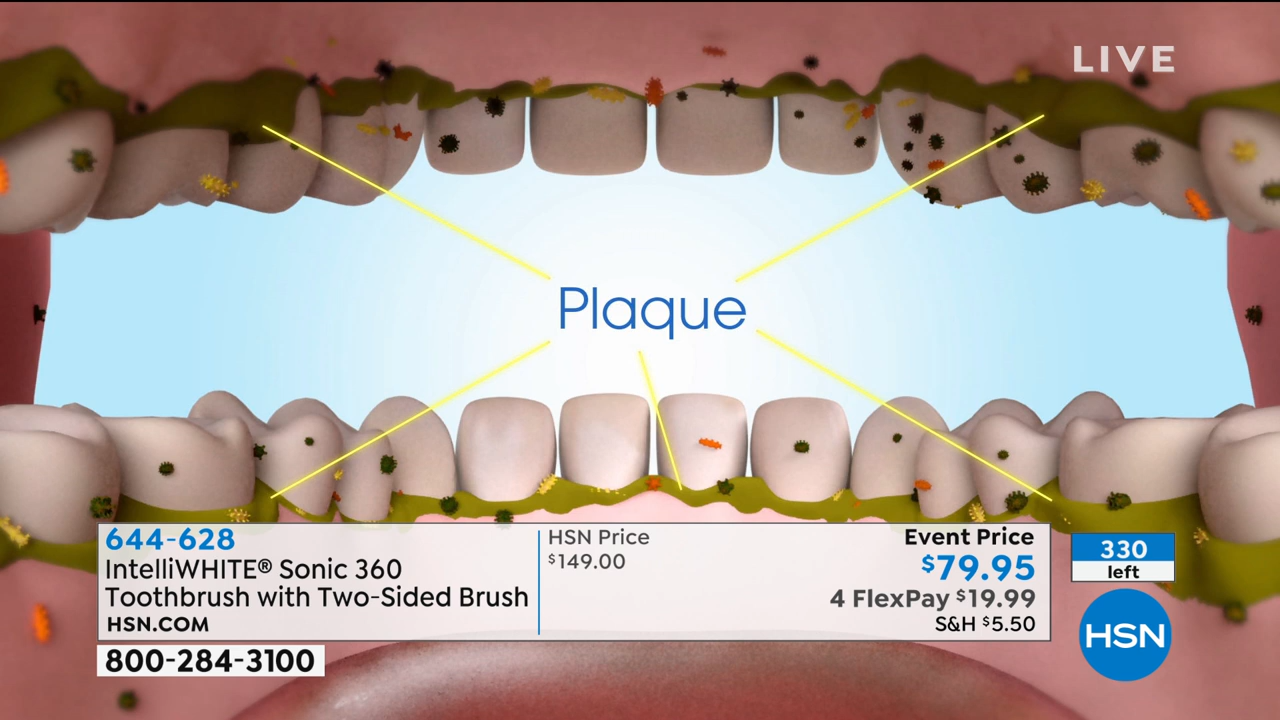 LIVE
Plaque
644-628
IntelliWHITE® Sonic 360
Toothbrush with Two-Sided Brush
HSN.COM
HSN Price
$149.00
Event Price
$79.95
4 FlexPay $19.99
S&H $5.50
330
left
HSN
800-284-3100